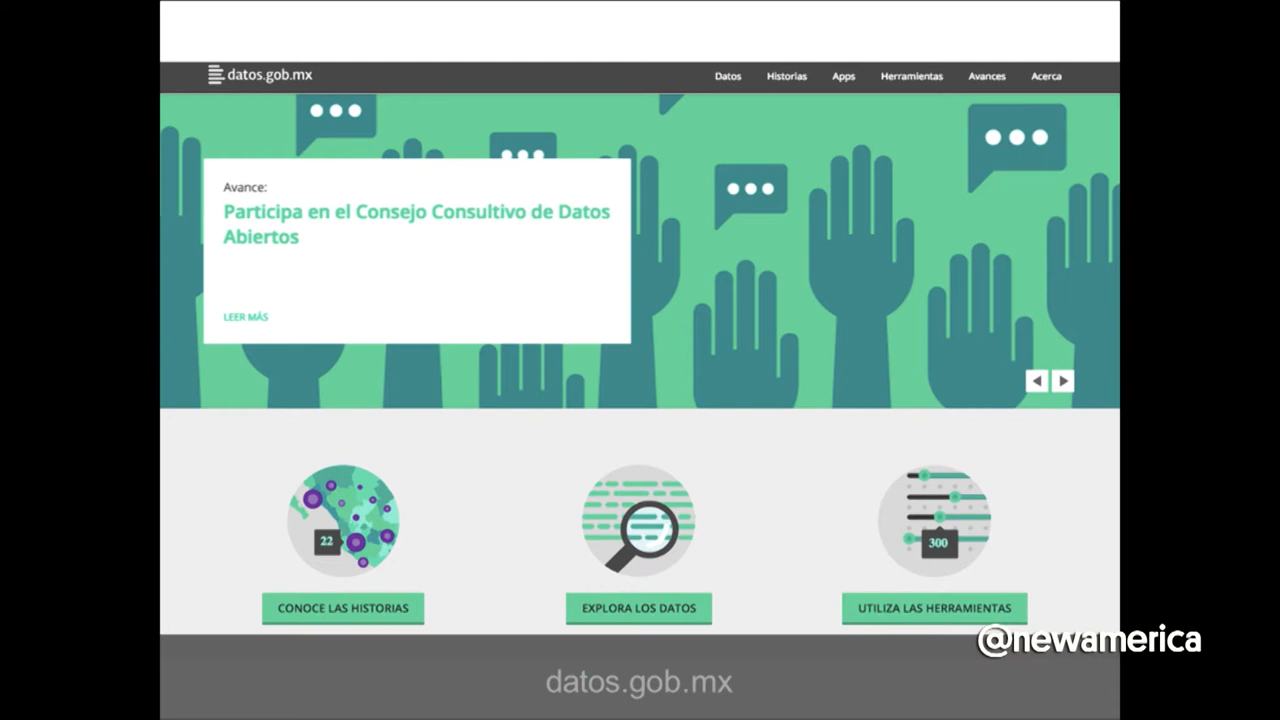 datos.gob.mx
Datos Historias Apps Herramientas Avances Acerca
Avance:
Participa en el Consejo Consultivo de Datos
Abiertos
LEER MÁS
22
300
CONOCE LAS HISTORIAS
EXPLORA LOS DATOS
UTILIZA LAS HERRAMIENTAS
@newamerica
datos.gob.mx